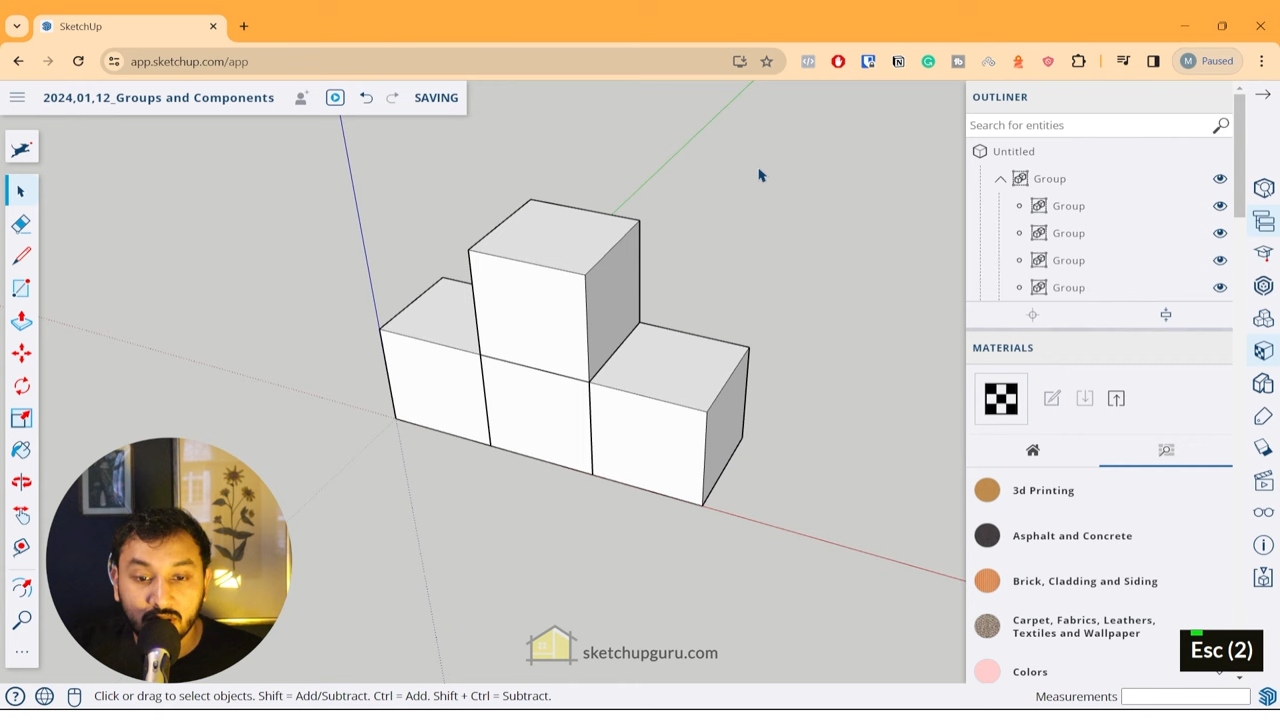 SketchUp
app.sketchup.com/app
M Paused
2024,01,12_Groups and Components
SAVING
OUTLINER
Search for entities
Untitled
Group
Group
Group
Group
Group
MATERIALS
3d Printing
Asphalt and Concrete
Brick, Cladding and Siding
Carpet, Fabrics, Leathers,
Textiles and Wallpaper
Colors
Esc (2)
sketchupguru.com
Click or drag to select objects. Shift = Add/Subtract. Ctrl = Add. Shift + Ctrl = Subtract.
Measurements